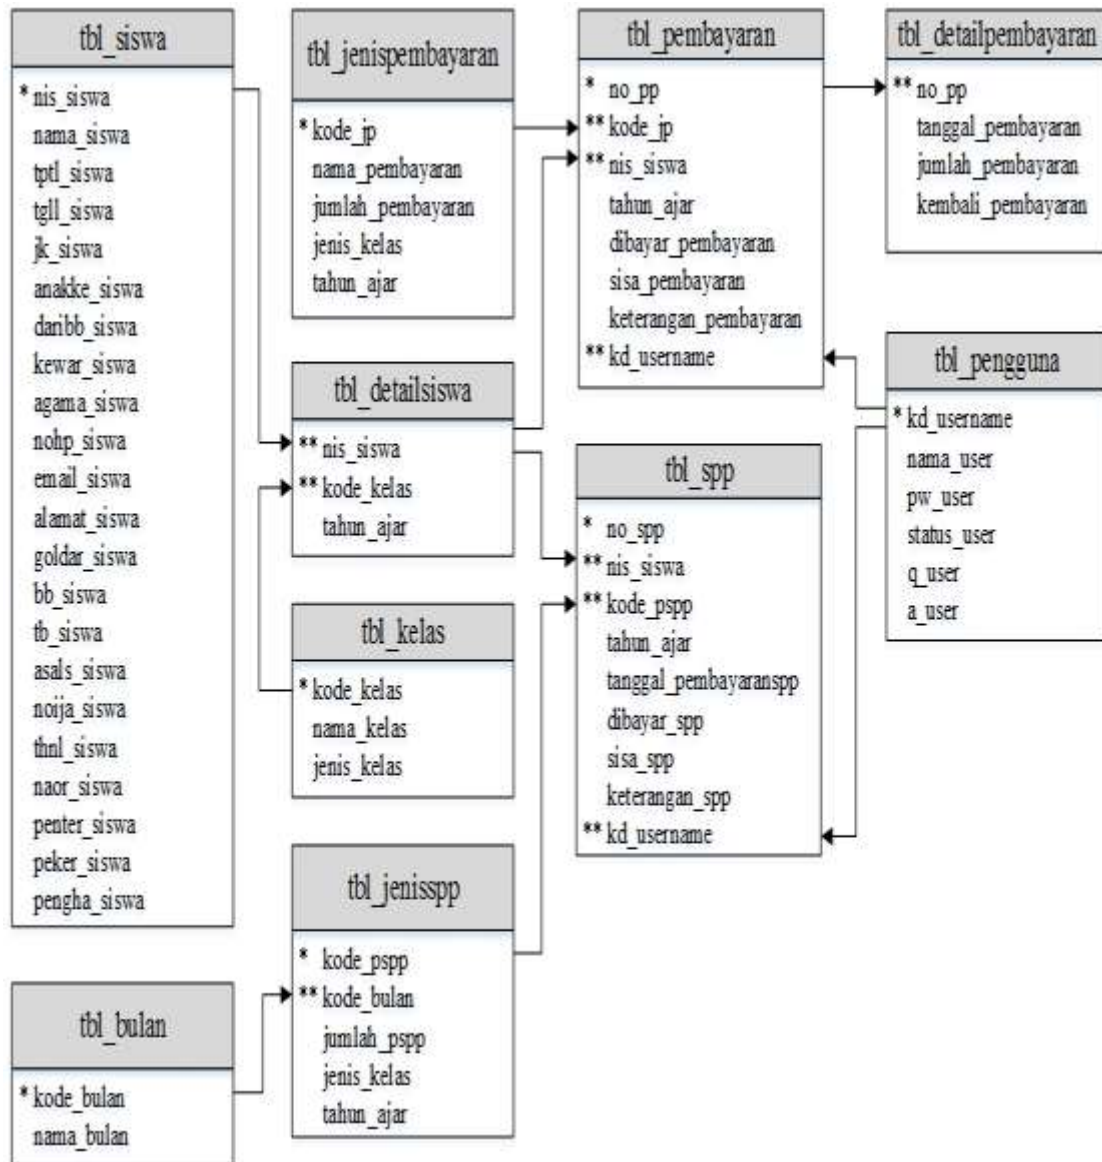 tbl_siswa
* nis_siswa
nama_siswa
tptl_siswa
tgll_siswa
jk_siswa
anakke_siswa
daribb_siswa
kewar_siswa
agama_siswa
nohp_siswa
email_siswa
alamat_siswa
goldar_siswa
bb_siswa
tb_siswa
asals_siswa
noija_siswa
thnl_siswa
naor_siswa
penter_siswa
peker_siswa
pengha_siswa
tbl_bulan
* kode_bulan
nama_bulan
tbl_jenispembayaran
* kode_jp
nama_pembayaran
jumlah_pembayaran
jenis_kelas
tahun_ajar
tbl_detailsiswa
** nis_siswa
** kode_kelas
tahun_ajar
tbl_kelas
* kode_kelas
nama_kelas
jenis_kelas
tbl_jenisspp
* kode_pspp
** kode_bulan
jumlah_pspp
jenis_kelas
tahun_ajar
tbl_pembayaran
* no_pp
** kode_jp
** nis_siswa
tahun_ajar
dibayar_pembayaran
sisa_pembayaran
keterangan_pembayaran
** kd_username
tbl_spp
* no_spp
** nis_siswa
** kode_pspp
tahun_ajar
tanggal_pembayaranspp
dibayar_spp
sisa_spp
keterangan_spp
** kd_username
tbl_detailpembayaran
** no_pp
tanggal_pembayaran
jumlah_pembayaran
kembali_pembayaran
tbl_pengguna
* kd_username
nama_user
pw_user
status_user
q_user
a_user